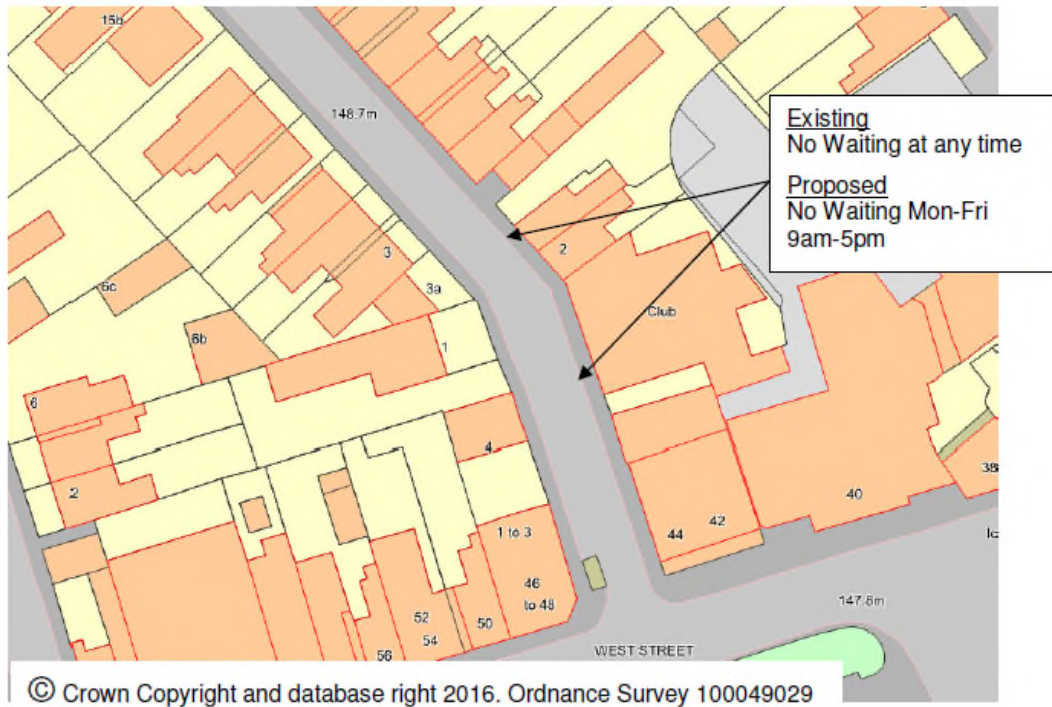 15b
148.7m
Existing
No Waiting at any time
Proposed
No Waiting Mon-Fri
9am-5pm
2
3
3a
6c
Club
6b
1
6
4
2
38
40
42
44
1 to 3
46
to 48
147.8m
52
50
54
56
WEST STREET
© Crown Copyright and database right 2016. Ordnance Survey 100049029